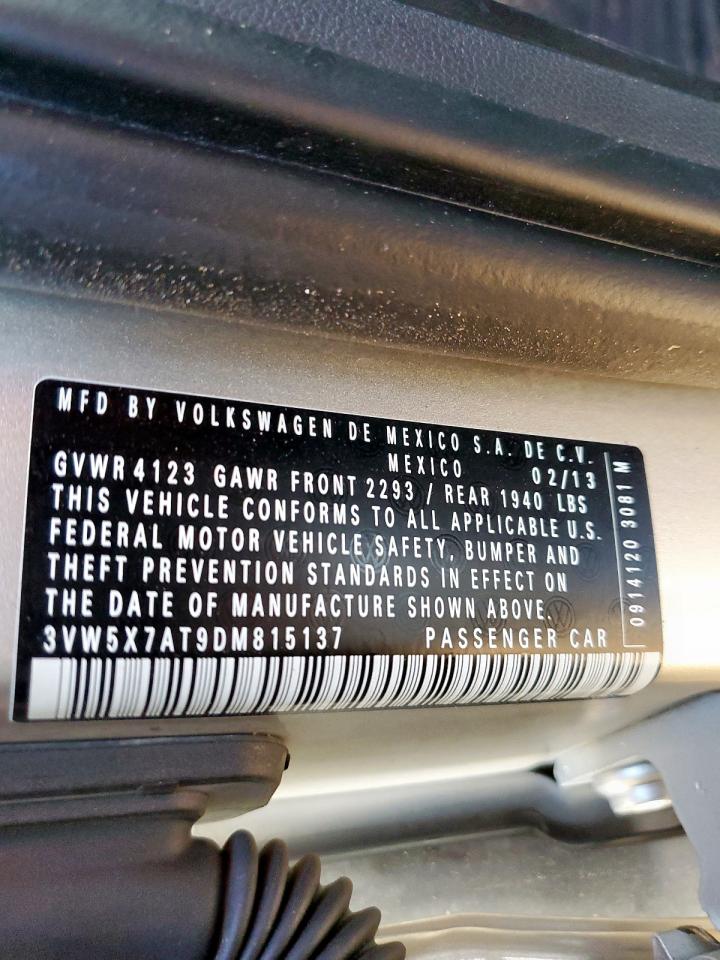 MFD BY VOLKSWAGEN DE MEXICO S.A. DE C.V.
MEXICO 02/13
GVWR 4123 GAWR FRONT 2293 / REAR 1940 LBS
THIS VEHICLE CONFORMS TO ALL APPLICABLE U.S.
FEDERAL MOTOR VEHICLE SAFETY, BUMPER AND
THEFT PREVENTION STANDARDS IN EFFECT ON
THE DATE OF MANUFACTURE SHOWN ABOVE.
3VW5X7AT9DM815137 PASSENGER CAR
0914120 3081 M